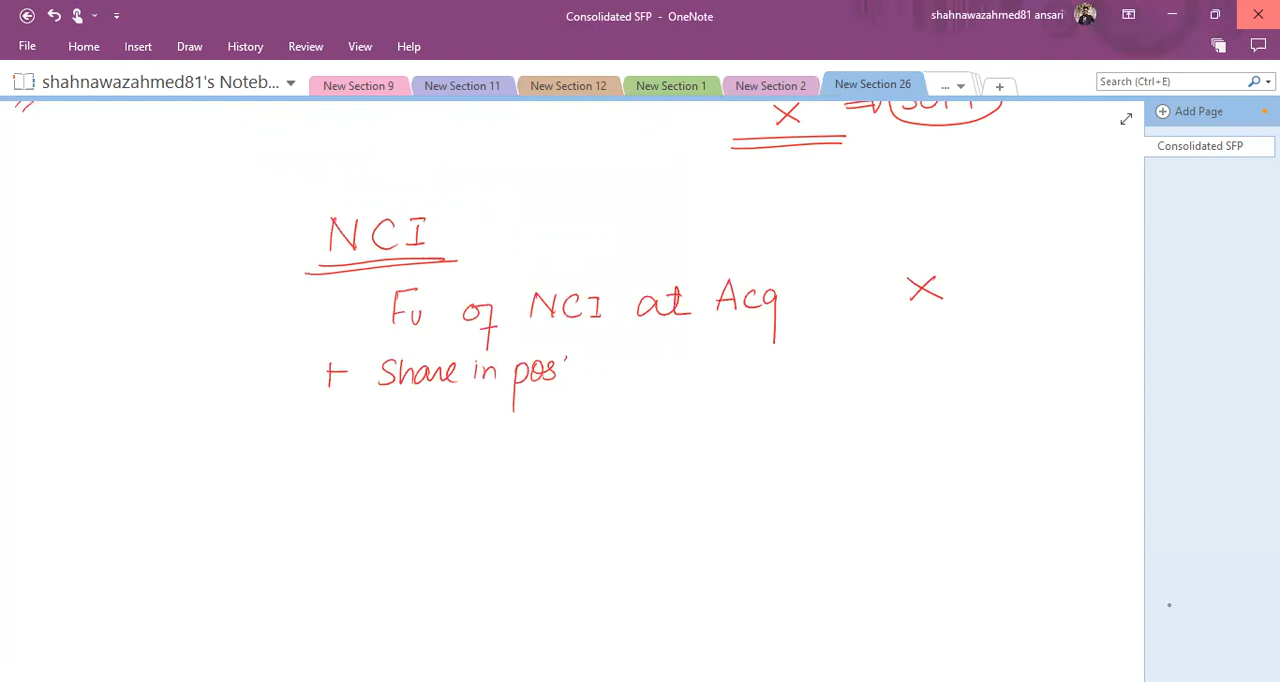 Consolidated SFP - OneNote
shahnawazahmed81 ansari
File Home Insert Draw History Review View Help
shahnawazahmed81's Noteb... New Section 9 New Section 11 New Section 12 New Section 1 New Section 2 New Section 26 ... Search (Ctrl+E)
Add Page
Consolidated SFP
X
NCI
Fv of NCI at Acq X
+ Share in pos